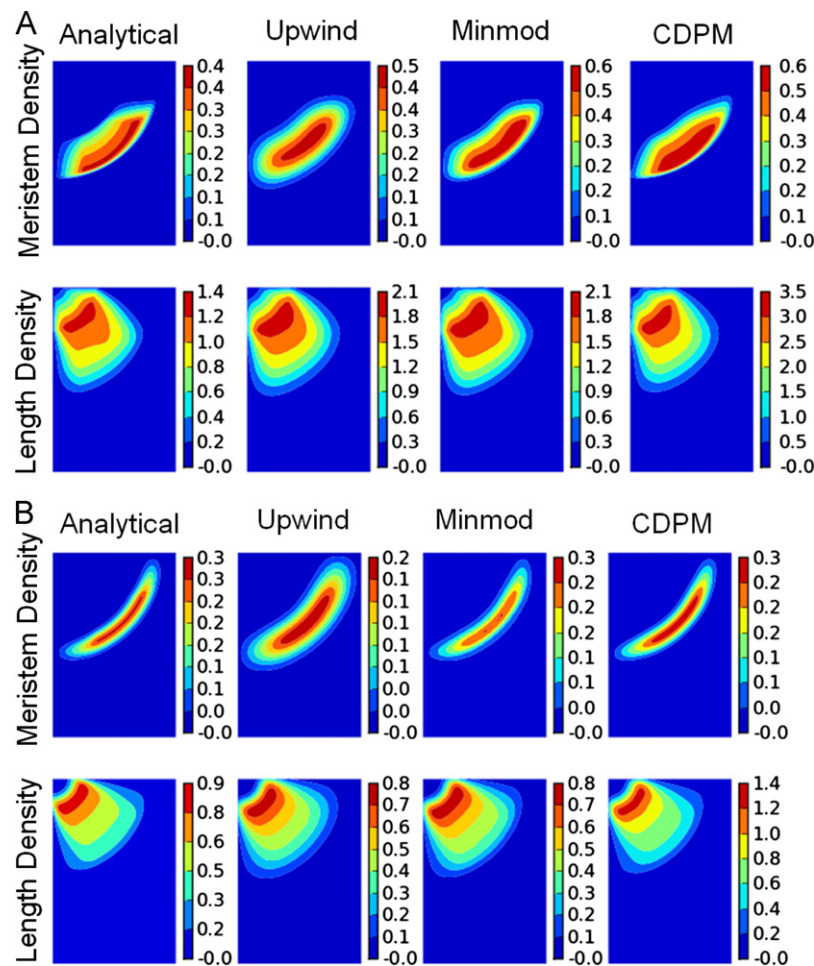 A
Analytical Upwind Minmod CDPM
Meristem Density
0.4 0.5 0.6 0.6
0.4 0.4 0.5 0.5
0.3 0.3 0.4 0.4
0.2 0.3 0.3 0.3
0.2 0.2 0.2 0.2
0.1 0.1 0.1 0.1
-0.0 -0.0 -0.0 -0.0
Length Density
1.4 2.1 2.1 3.5
1.2 1.8 1.8 3.0
1.0 1.5 1.5 2.5
0.8 1.2 1.2 2.0
0.6 0.9 0.9 1.5
0.4 0.6 0.6 1.0
0.2 0.3 0.3 0.5
-0.0 -0.0 -0.0 -0.0
B
Analytical Upwind Minmod CDPM
Meristem Density
0.3 0.2 0.3 0.3
0.3 0.1 0.2 0.2
0.2 0.1 0.2 0.2
0.2 0.1 0.2 0.2
0.2 0.1 0.1 0.1
0.1 0.1 0.0 0.0
0.1 0.0 -0.0 -0.0
0.0 0.0
-0.0 -0.0
Length Density
0.9 0.8 0.8 1.4
0.8 0.7 0.7 1.2
0.6 0.6 0.6 1.0
0.5 0.5 0.5 0.8
0.3 0.4 0.4 0.6
0.2 0.3 0.3 0.4
-0.0 0.2 0.2 0.2
0.1 0.1 -0.0
-0.0 -0.0